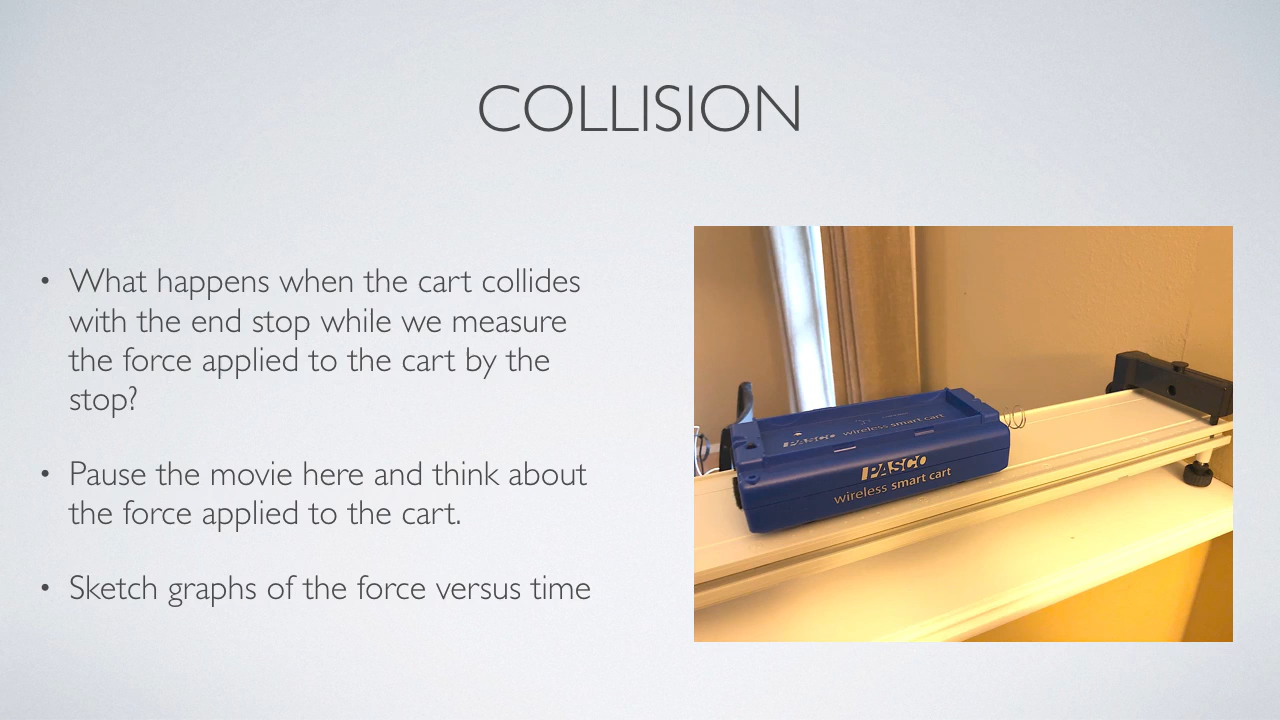 COLLISION
• What happens when the cart collides
with the end stop while we measure
the force applied to the cart by the
stop?
• Pause the movie here and think about
the force applied to the cart.
• Sketch graphs of the force versus time
PASCO wireless smart cart
PASCO
wireless smart cart